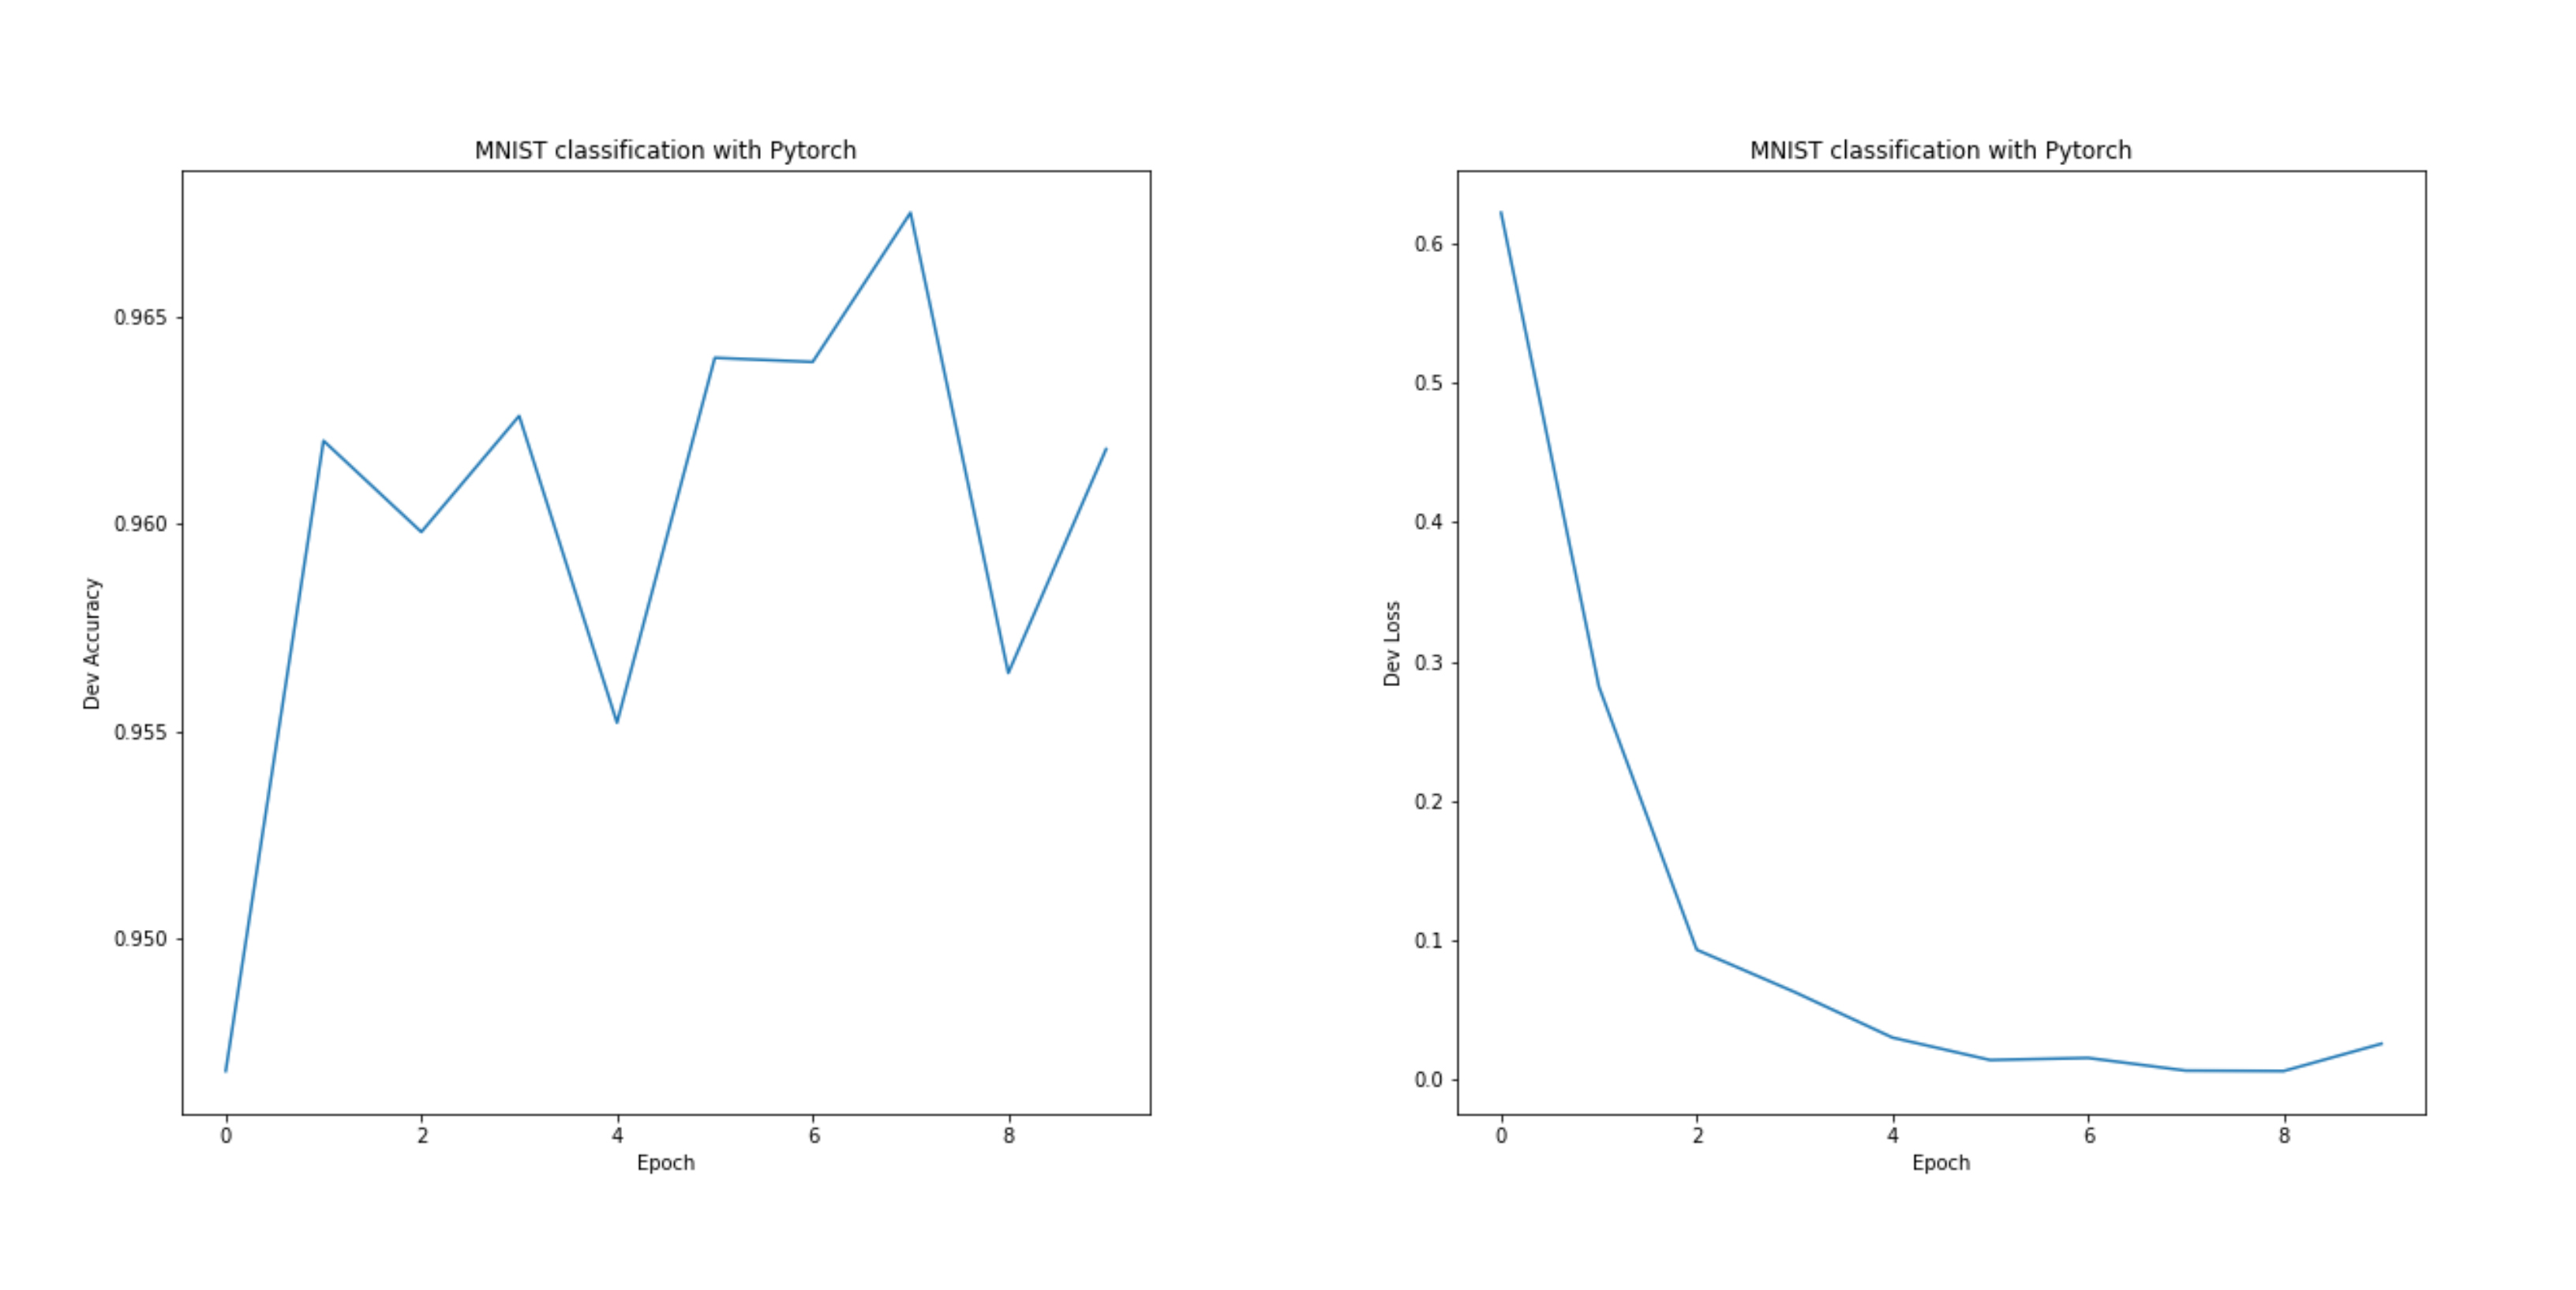 MNIST classification with Pytorch
0.965
0.960
0.955
0.950
Dev Accuracy
0 2 4 6 8
Epoch
MNIST classification with Pytorch
0.6
0.5
0.4
0.3
0.2
0.1
0.0
Dev Loss
0 2 4 6 8
Epoch